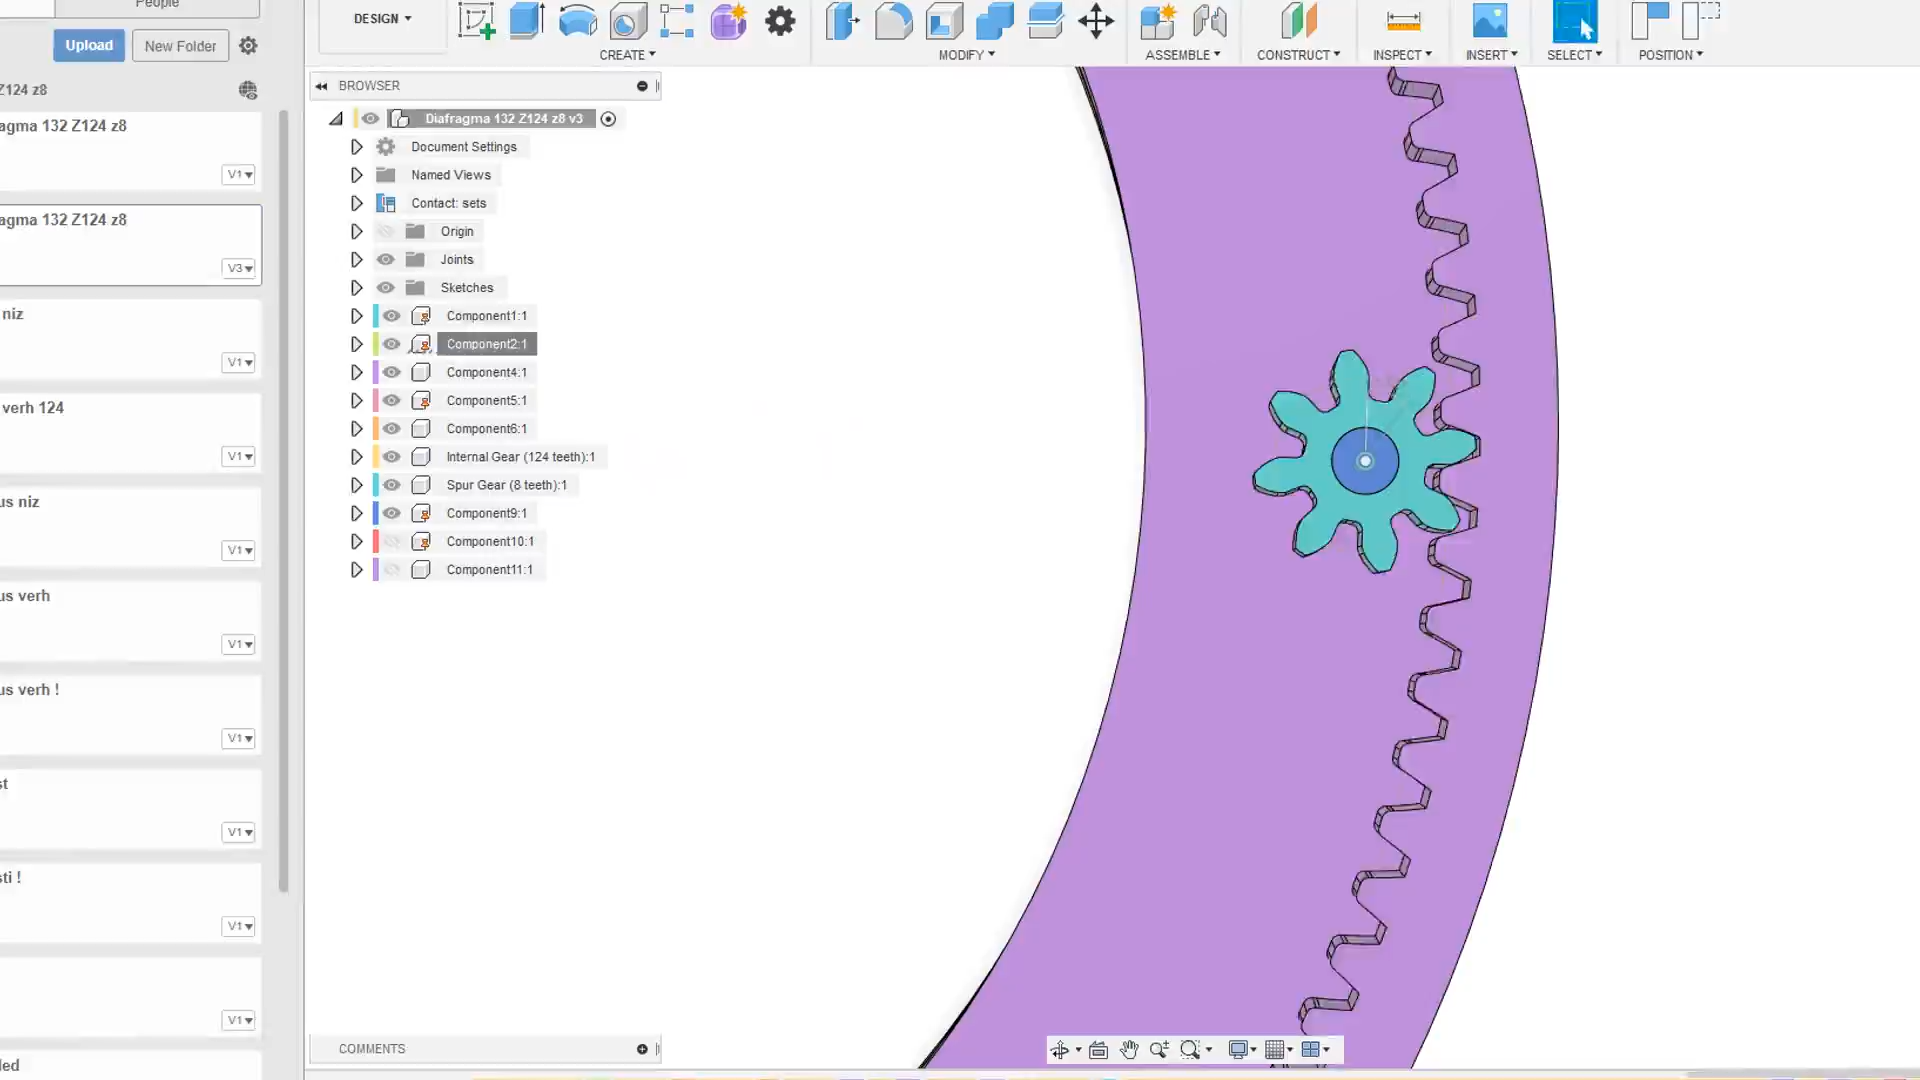 People
Upload
New Folder
Z124 z8
agma 132 Z124 z8
V1
agma 132 Z124 z8
V3
niz
V1
verh 124
V1
us niz
V1
us verh
V1
us verh !
V1
st
V1
sti !
V1
V1
led
DESIGN
CREATE
MODIFY
ASSEMBLE
CONSTRUCT
INSPECT
INSERT
SELECT
POSITION
BROWSER
Diafragma 132 Z124 z8 v3
Document Settings
Named Views
Contact: sets
Origin
Joints
Sketches
Component1:1
Component2:1
Component4:1
Component5:1
Component6:1
Internal Gear (124 teeth):1
Spur Gear (8 teeth):1
Component9:1
Component10:1
Component11:1
COMMENTS